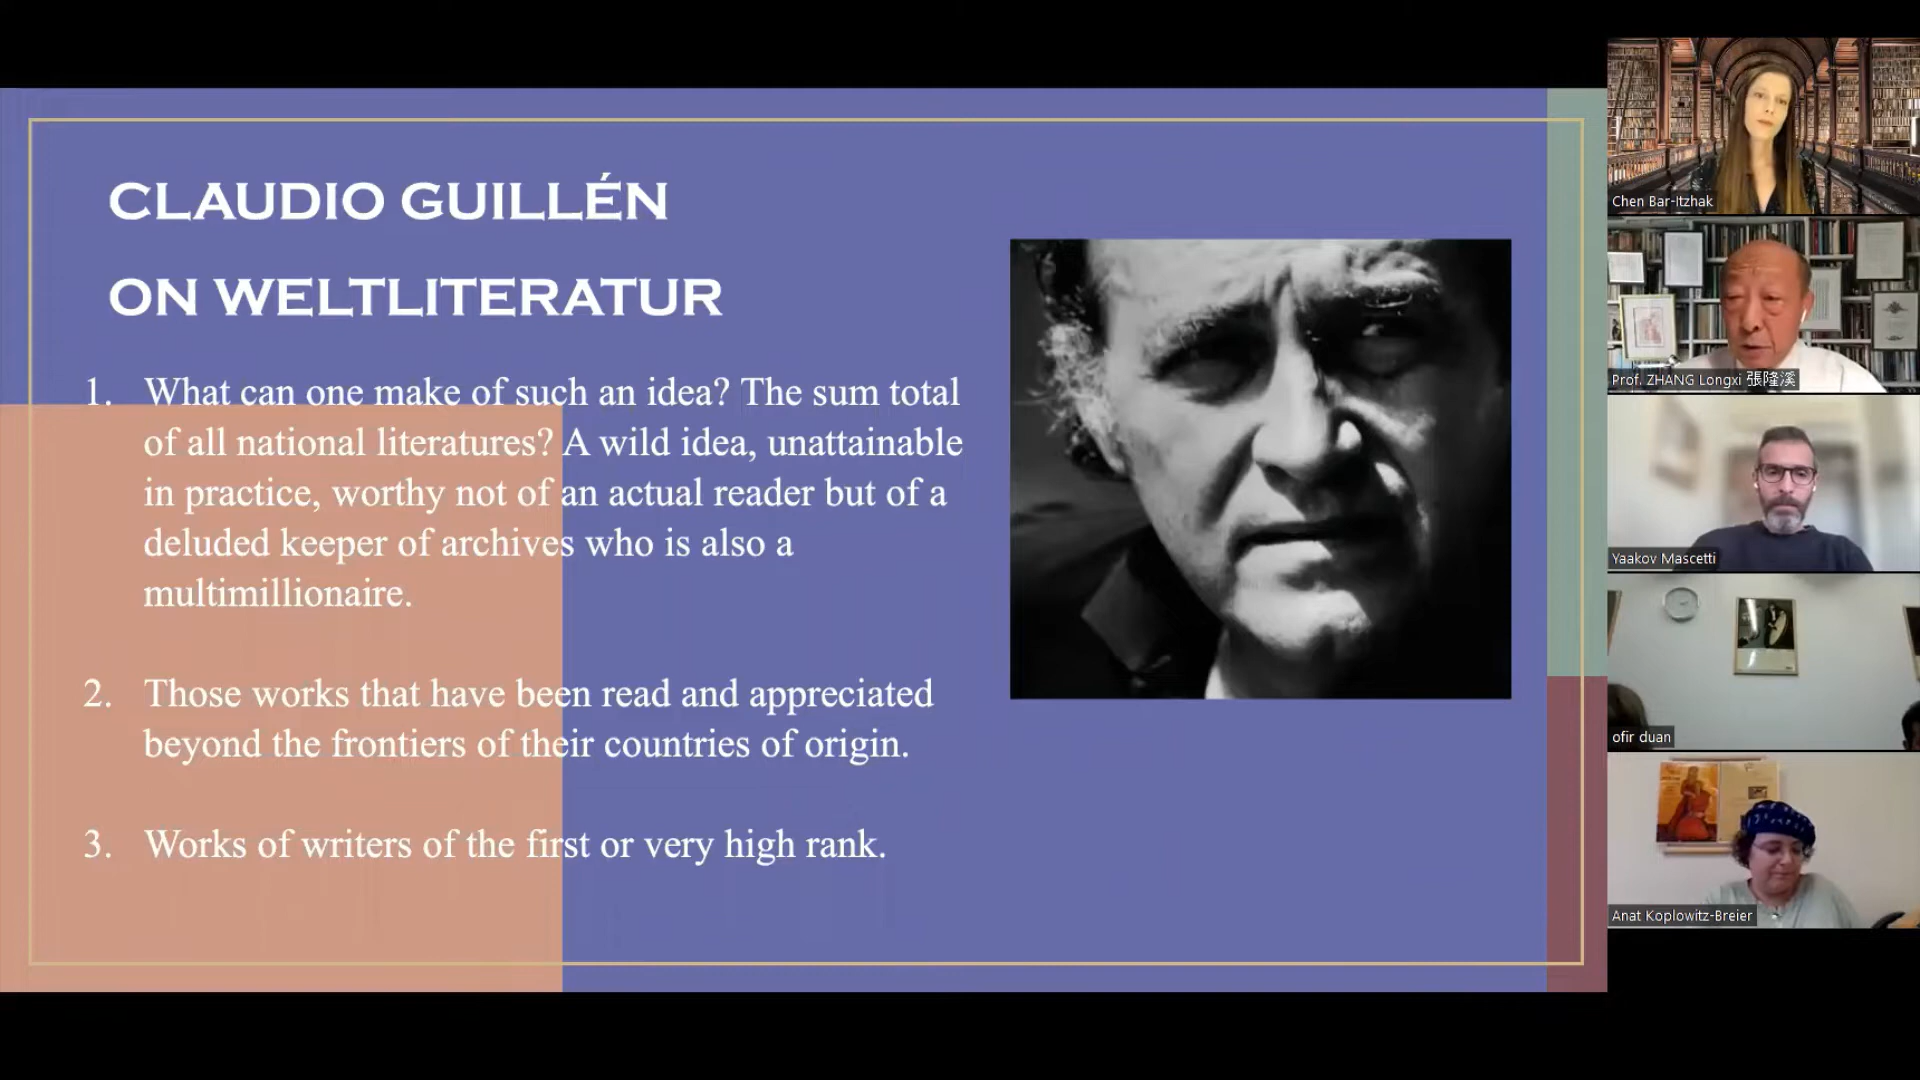 CLAUDIO GUILLÉN
ON WELTLITERATUR
1. What can one make of such an idea? The sum total
of all national literatures? A wild idea, unattainable
in practice, worthy not of an actual reader but of a
deluded keeper of archives who is also a
multimillionaire.
2. Those works that have been read and appreciated
beyond the frontiers of their countries of origin.
3. Works of writers of the first or very high rank.
Chen Bar-Itzhak
Prof. ZHANG Longxi 張隆溪
Yaakov Mascetti
ofir duan
Anat Koplowitz-Breier